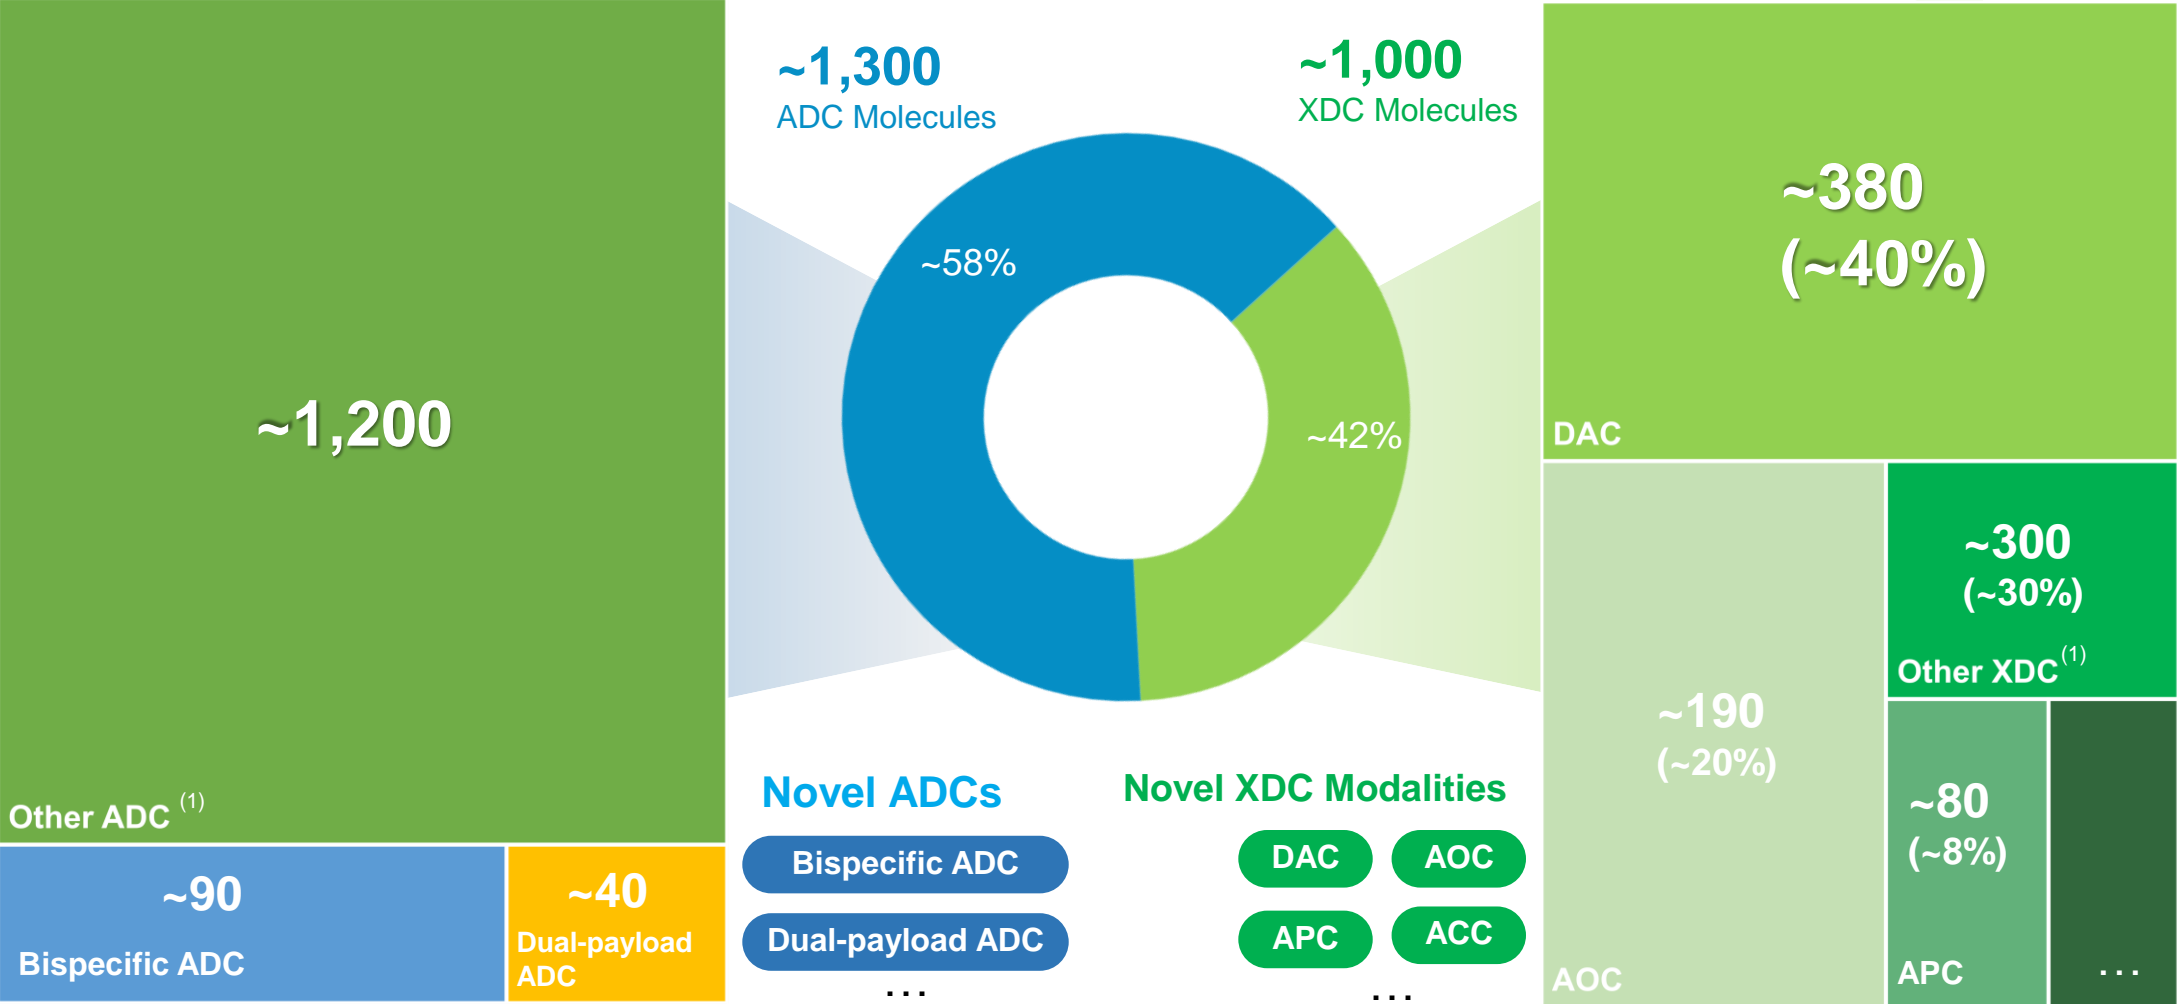 ~1,200
Other ADC (1)
~90
Bispecific ADC
~40
Dual-payload
ADC
~1,300
ADC Molecules
~1,000
XDC Molecules
~58%
~42%
Novel ADCs
Bispecific ADC
Dual-payload ADC
...
Novel XDC Modalities
DAC
AOC
APC
ACC
...
~380
(~40%)
DAC
~190
(~20%)
AOC
~300
(~30%)
Other XDC(1)
~80
(~8%)
APC
...